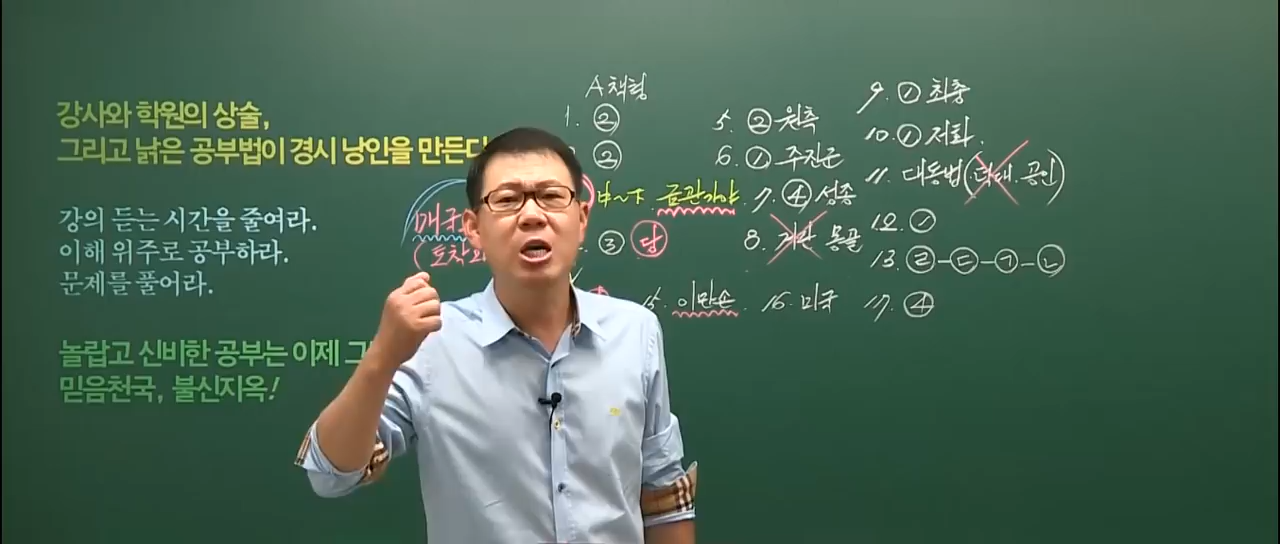 강사와 학원의 상술,
그리고 낡은 공부법이 경시 낭인을 만든다
강의 듣는 시간을 줄여라.
이해 위주로 공부하라.
문제를 풀어라.
놀랍고 신비한 공부는 이제 그
믿음천국, 불신지옥!
A책형
1. ②
②
금관가야
③ 당
5. ② 원측
6. ① 주진군
7. ④ 성종
8. 거란 몽골
9. ① 최충
10. ① 저화.
11. 대동법( . 공인)
12. ①
13. ㉣-㉢-㉠-㉡
15. 이만손
16. 미국
17. ④